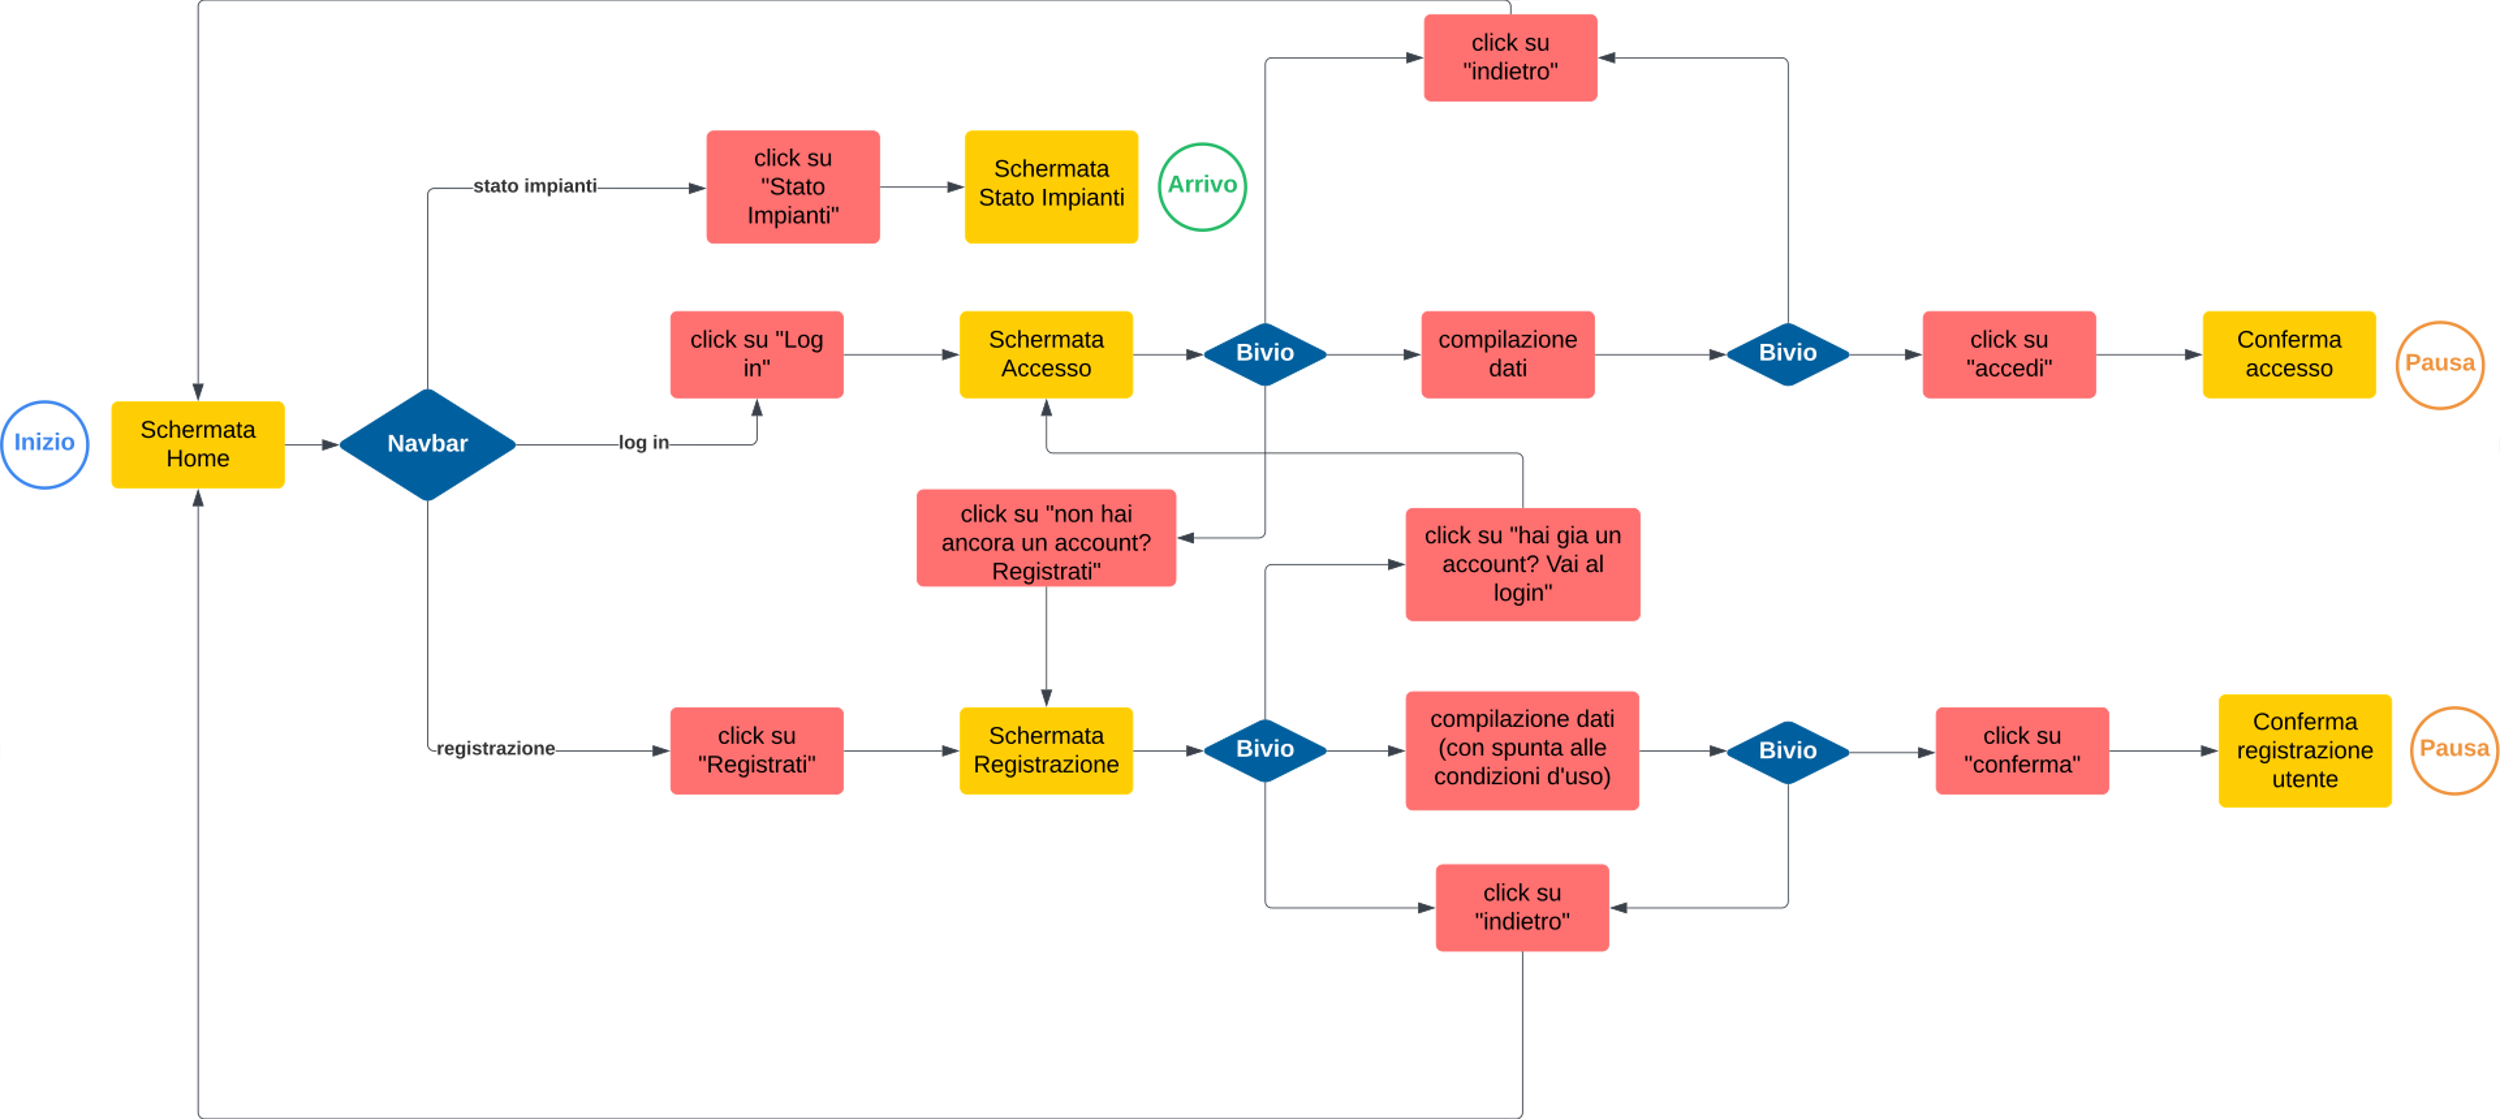 click su
"indietro"
click su
"Stato
Impianti"
Schermata
Stato Impianti
Arrivo
stato impianti
click su "Log
in"
Schermata
Accesso
Bivio
compilazione
dati
Bivio
click su
"accedi"
Conferma
accesso
Pausa
Inizio
Schermata
Home
Navbar
log in
click su "non hai
ancora un account?
Registrati"
click su "hai gia un
account? Vai al
login"
registrazione
click su
"Registrati"
Schermata
Registrazione
Bivio
compilazione dati
(con spunta alle
condizioni d'uso)
Bivio
click su
"conferma"
Conferma
registrazione
utente
Pausa
click su
"indietro"